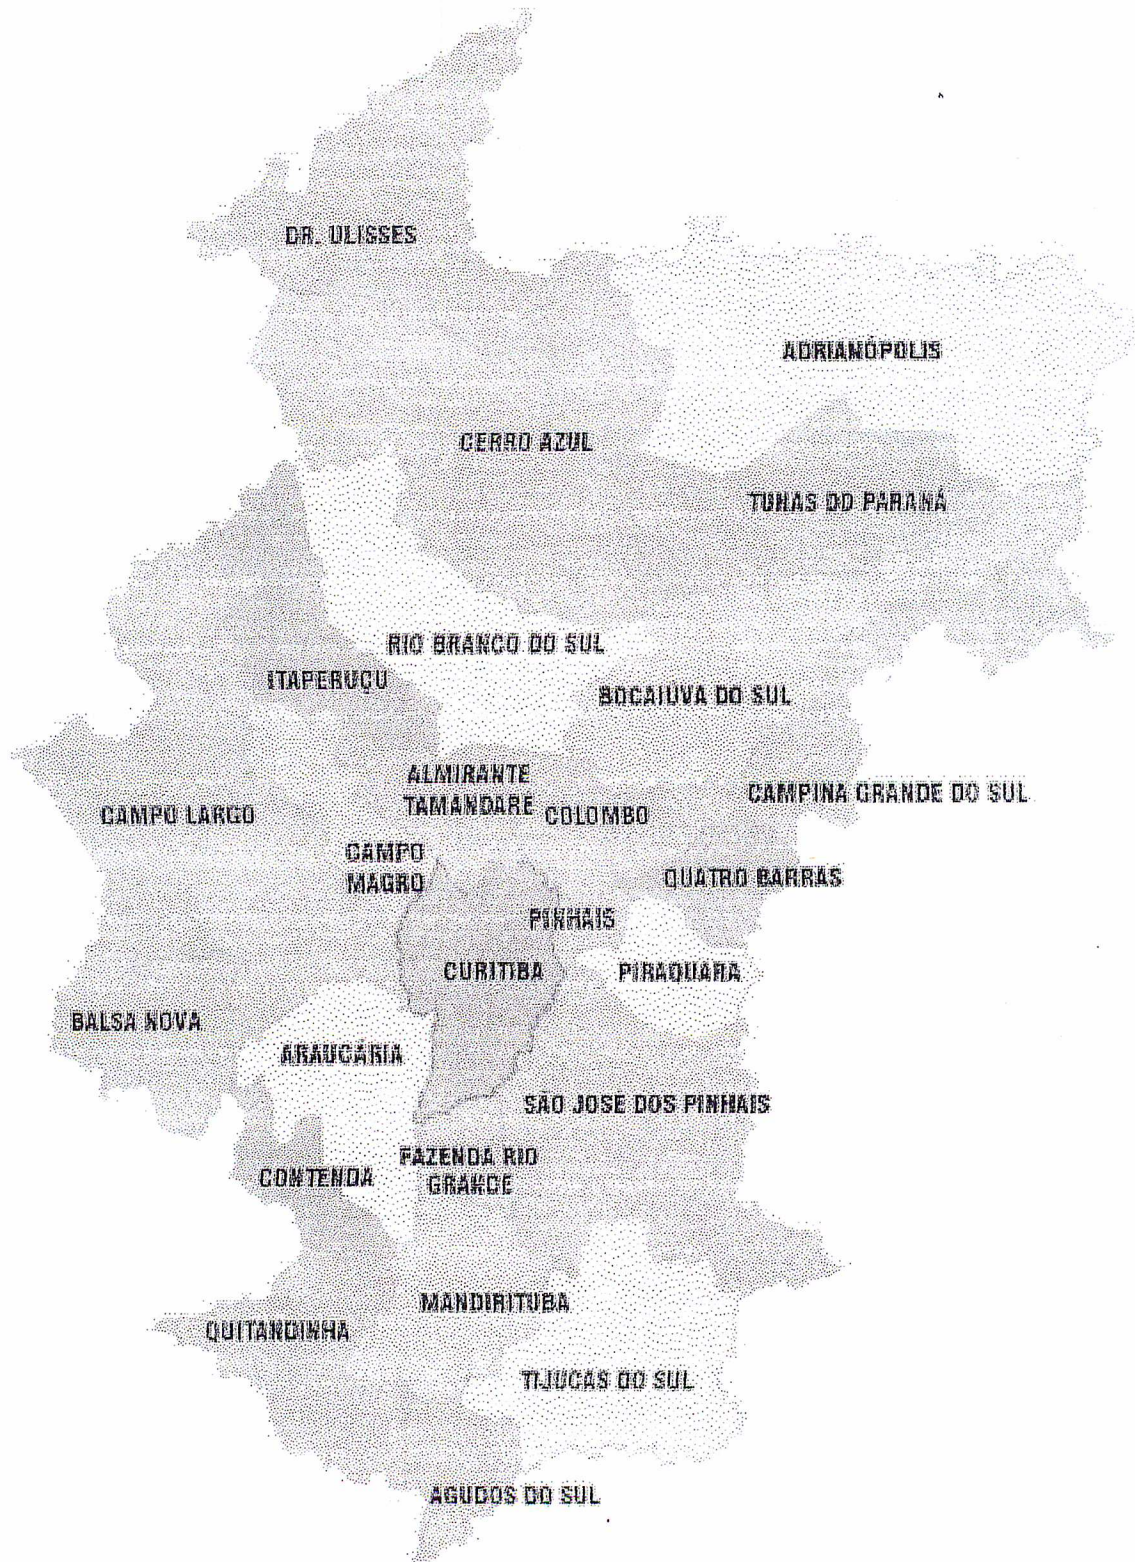 DR. ULISSES
ADRIANÓPOLIS
CERRO AZUL
TUNAS DO PARANÁ
RIO BRANCO DO SUL
ITAPERUÇU
BOCAIÚVA DO SUL
ALMIRANTE
TAMANDARE
CAMPINA GRANDE DO SUL
CAMPO LARGO
COLOMBO
CAMPO
MAGRO
QUATRO BARRAS
PINHAIS
CURITIBA
PIRAQUARA
BALSA NOVA
ARAUCÁRIA
SÃO JOSÉ DOS PINHAIS
FAZENDA RIO
GRANDE
CONTENDA
MANDIRITUBA
QUITANDINHA
TIJUCAS DO SUL
AGUDOS DO SUL